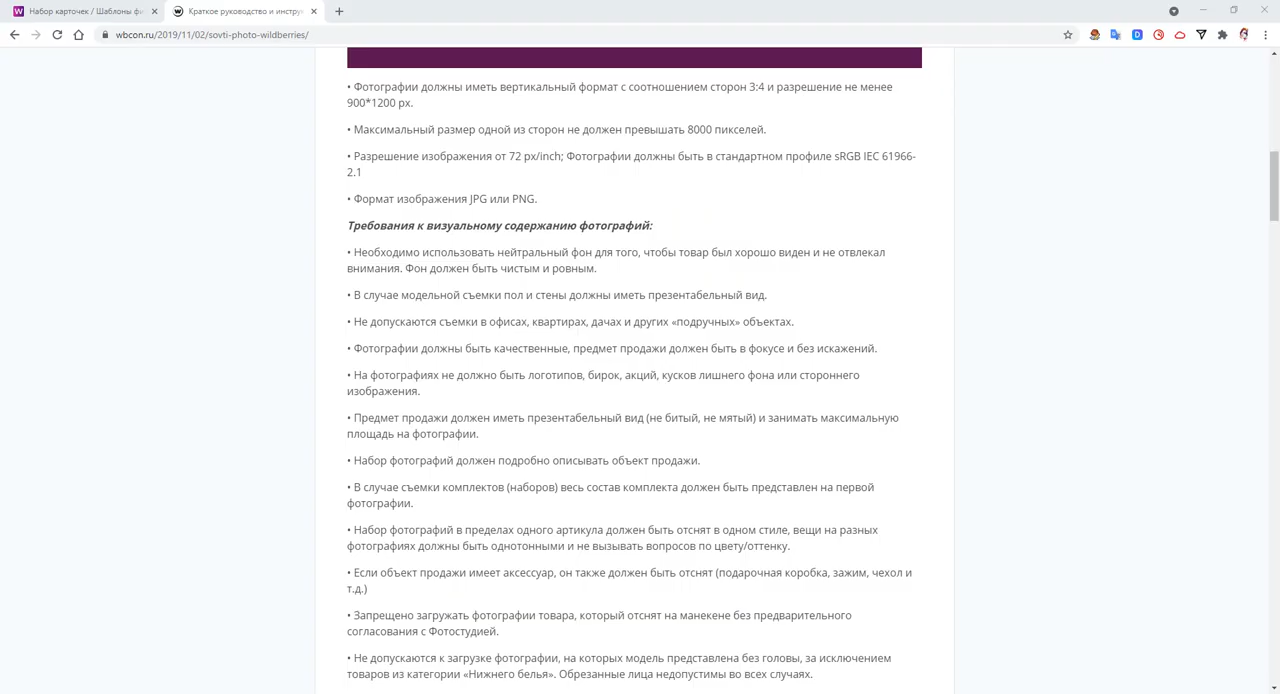 Набор карточек / Шаблоны фи
Краткое руководство и инстру
wbcon.ru/2019/11/02/sovti-photo-wildberries/
• Фотографии должны иметь вертикальный формат с соотношением сторон 3:4 и разрешение не менее
900*1200 px.
• Максимальный размер одной из сторон не должен превышать 8000 пикселей.
• Разрешение изображения от 72 px/inch; Фотографии должны быть в стандартном профиле sRGB IEC 61966-
2.1
• Формат изображения JPG или PNG.
Требования к визуальному содержанию фотографий:
• Необходимо использовать нейтральный фон для того, чтобы товар был хорошо виден и не отвлекал
внимания. Фон должен быть чистым и ровным.
• В случае модельной съемки пол и стены должны иметь презентабельный вид.
• Не допускаются съемки в офисах, квартирах, дачах и других «подручных» объектах.
• Фотографии должны быть качественные, предмет продажи должен быть в фокусе и без искажений.
• На фотографиях не должно быть логотипов, бирок, акций, кусков лишнего фона или стороннего
изображения.
• Предмет продажи должен иметь презентабельный вид (не битый, не мятый) и занимать максимальную
площадь на фотографии.
• Набор фотографий должен подробно описывать объект продажи.
• В случае съемки комплектов (наборов) весь состав комплекта должен быть представлен на первой
фотографии.
• Набор фотографий в пределах одного артикула должен быть отснят в одном стиле, вещи на разных
фотографиях должны быть однотонными и не вызывать вопросов по цвету/оттенку.
• Если объект продажи имеет аксессуар, он также должен быть отснят (подарочная коробка, зажим, чехол и
т.д.)
• Запрещено загружать фотографии товара, который отснят на манекене без предварительного
согласования с Фотостудией.
• Не допускаются к загрузке фотографии, на которых модель представлена без головы, за исключением
товаров из категории «Нижнего белья». Обрезанные лица недопустимы во всех случаях.